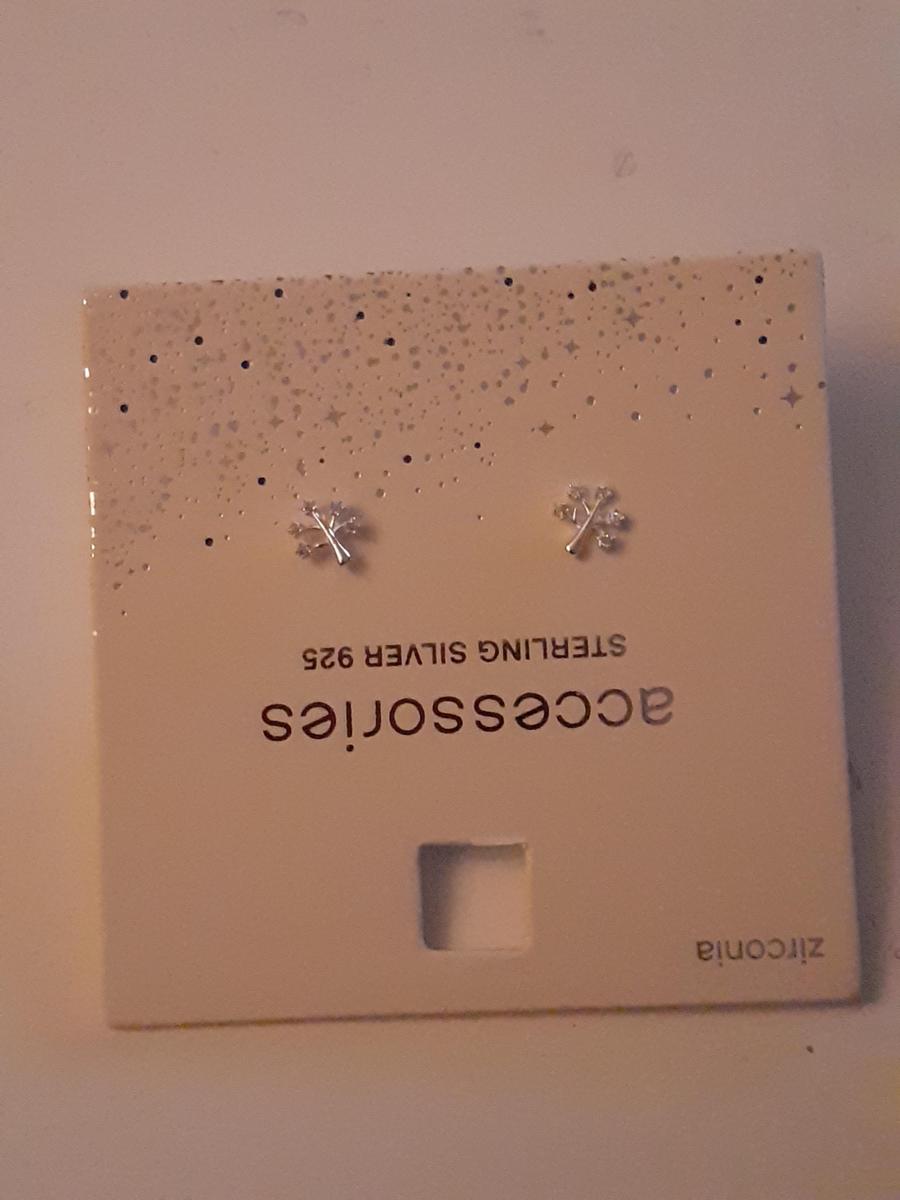 zirconia
accessories
STERLING SILVER 925